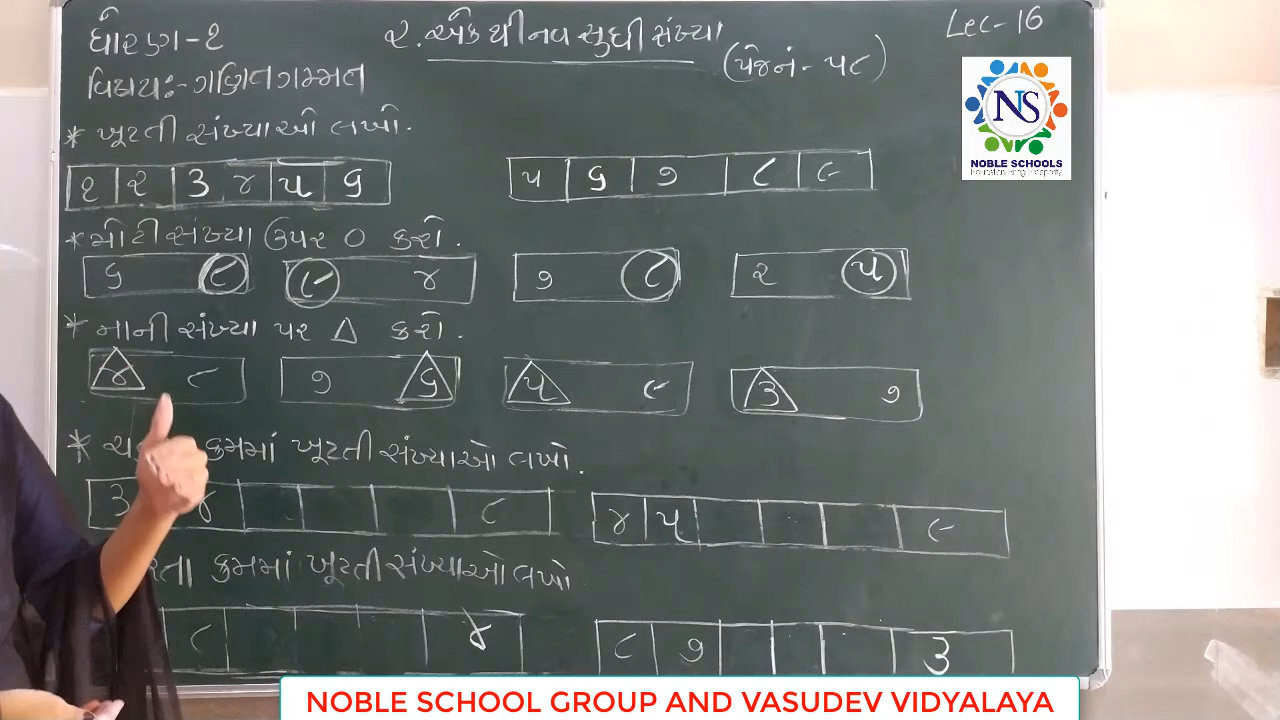 ધોરણ-૧
૨. એક થી નવ સુધી સંખ્યા
Lec- 16
(પેજનં - ૫૮)
વિષય:- ગણિતગમ્મત
NS
NOBLE SCHOOLS
* ખૂટતી સંખ્યાઓ લખો.
૧ ૨ ૩ ૪ ૫ ૬
૫ ૬ ૭ ૮ ૯
* મોટી સંખ્યા ઉપર ૦ કરો.
૬ ૮ ૯ ૪ ૭ ૮ ૨ ૫
* નાની સંખ્યા પર △ કરો.
૪ ૮ ૭ ૬ ૫ ૯ ૩ ૭
* ક્રમમાં ખૂટતી સંખ્યાઓ લખો.
૩ ૪ ૮
૪ ૫ ૯
ક્રમમાં ખૂટતી સંખ્યાઓ લખો
૮ ૪
૮ ૭ ૩
NOBLE SCHOOL GROUP AND VASUDEV VIDYALAYA